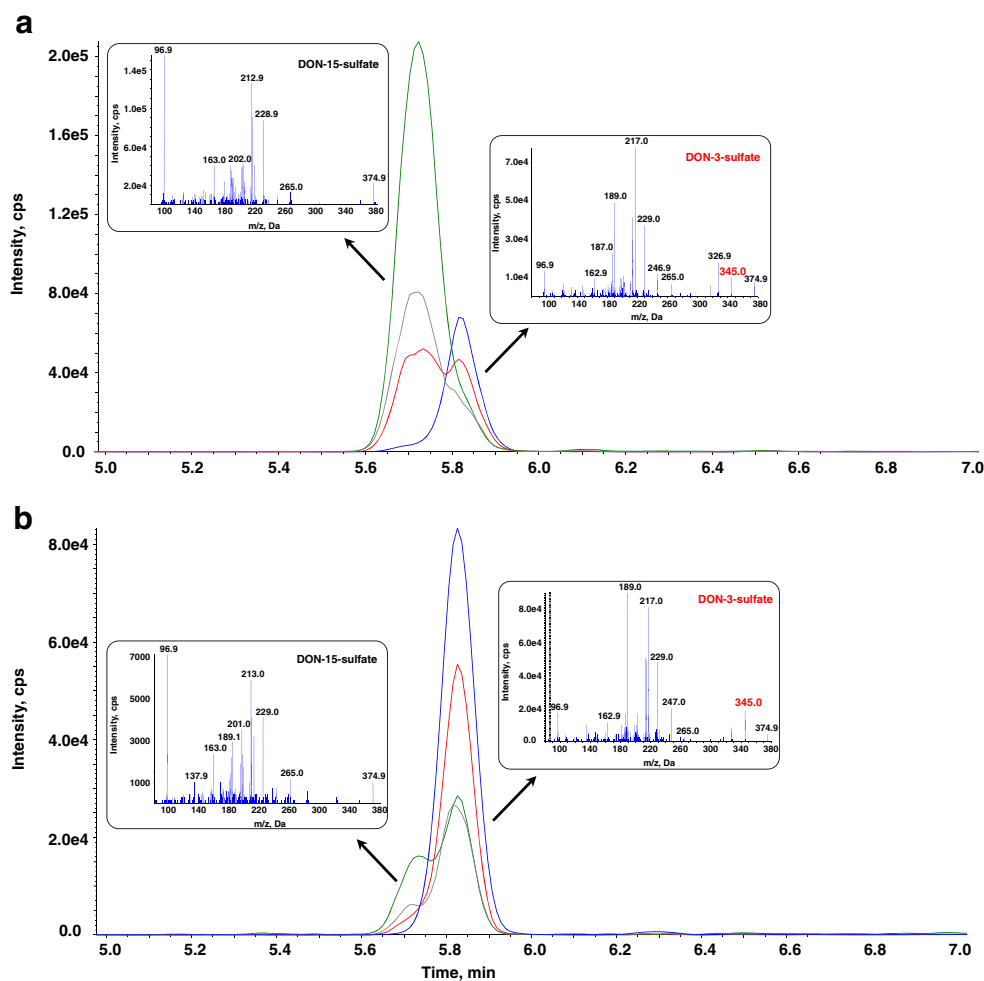 a
2.0e5
1.6e5
1.2e5
8.0e4
4.0e4
0.0
Intensity, cps
5.0 5.2 5.4 5.6 5.8 6.0 6.2 6.4 6.6 6.8 7.0
DON-15-sulfate
96.9
212.9
228.9
163.0 202.0
265.0
374.9
1.4e5
1.0e5
6.0e4
2.0e4
Intensity, cps
100 140 180 220 260 300 340 380
m/z, Da
DON-3-sulfate
217.0
189.0
229.0
187.0
96.9
162.9
246.9
265.0
326.9
345.0
374.9
7.0e4
5.0e4
3.0e4
1.0e4
Intensity, cps
100 140 180 220 260 300 340 380
m/z, Da
b
8.0e4
6.0e4
4.0e4
2.0e4
0.0
Intensity, cps
5.0 5.2 5.4 5.6 5.8 6.0 6.2 6.4 6.6 6.8 7.0
Time, min
DON-15-sulfate
96.9
213.0
229.0
201.0
189.1
163.0
137.9
265.0
374.9
7000
5000
3000
1000
Intensity, cps
100 140 180 220 260 300 340 380
m/z, Da
DON-3-sulfate
189.0
217.0
229.0
247.0
96.9
162.9
265.0
345.0
374.9
8.0e4
6.0e4
4.0e4
2.0e4
0.0
Intensity, cps
100 140 180 220 260 300 340 380
m/z, Da